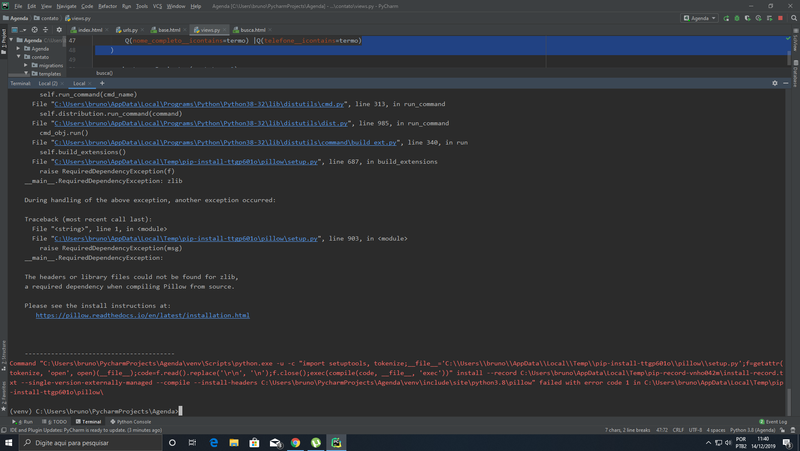 Agenda [C:\Users\bruno\PycharmProjects\Agenda] - ...\contato\views.py - PyCharm
File Edit View Navigate Code Refactor Run Tools VCS Window Help
Agenda contato views.py
Agenda
index.html urls.py base.html views.py busca.html
Agenda C:\Users\
Agenda
contato
migrations
templates
47 Q(nome_completo__icontains=termo) |Q(telefone__icontains=termo)
48 )
busca()
Terminal: Local (2) Local
self.run_command(cmd_name)
File "C:\Users\bruno\AppData\Local\Programs\Python\Python38-32\lib\distutils\cmd.py", line 313, in run_command
self.distribution.run_command(command)
File "C:\Users\bruno\AppData\Local\Programs\Python\Python38-32\lib\distutils\dist.py", line 985, in run_command
cmd_obj.run()
File "C:\Users\bruno\AppData\Local\Programs\Python\Python38-32\lib\distutils\command\build_ext.py", line 340, in run
self.build_extensions()
File "C:\Users\bruno\AppData\Local\Temp\pip-install-ttgp601o\pillow\setup.py", line 687, in build_extensions
raise RequiredDependencyException(f)
__main__.RequiredDependencyException: zlib
During handling of the above exception, another exception occurred:
Traceback (most recent call last):
File "<string>", line 1, in <module>
File "C:\Users\bruno\AppData\Local\Temp\pip-install-ttgp601o\pillow\setup.py", line 903, in <module>
raise RequiredDependencyException(msg)
__main__.RequiredDependencyException:
The headers or library files could not be found for zlib,
a required dependency when compiling Pillow from source.
Please see the install instructions at:
https://pillow.readthedocs.io/en/latest/installation.html
----------------------------------------
Command "C:\Users\bruno\PycharmProjects\Agenda\venv\Scripts\python.exe -u -c "import setuptools, tokenize;__file__='C:\\Users\\bruno\\AppData\\Local\\Temp\\pip-install-ttgp601o\\pillow\\setup.py';f=getattr(
tokenize, 'open', open)(__file__);code=f.read().replace('\r\n', '\n');f.close();exec(compile(code, __file__, 'exec'))" install --record C:\Users\bruno\AppData\Local\Temp\pip-record-vnho042m\install-record.t
xt --single-version-externally-managed --compile --install-headers C:\Users\bruno\PycharmProjects\Agenda\venv\include\site\python3.8\pillow" failed with error code 1 in C:\Users\bruno\AppData\Local\Temp\pip
-install-ttgp601o\pillow\
(venv) C:\Users\bruno\PycharmProjects\Agenda>
1: Project
Z: Structure
2: Favorites
Database
4: Run 6: TODO Terminal Python Console Event Log
IDE and Plugin Updates: PyCharm is ready to update. (3 minutes ago) 7 chars, 2 line breaks 47:72 CRLF UTF-8 4 spaces Python 3.8 (Agenda)
Digite aqui para pesquisar
POR
PTB2
11:40
14/12/2019